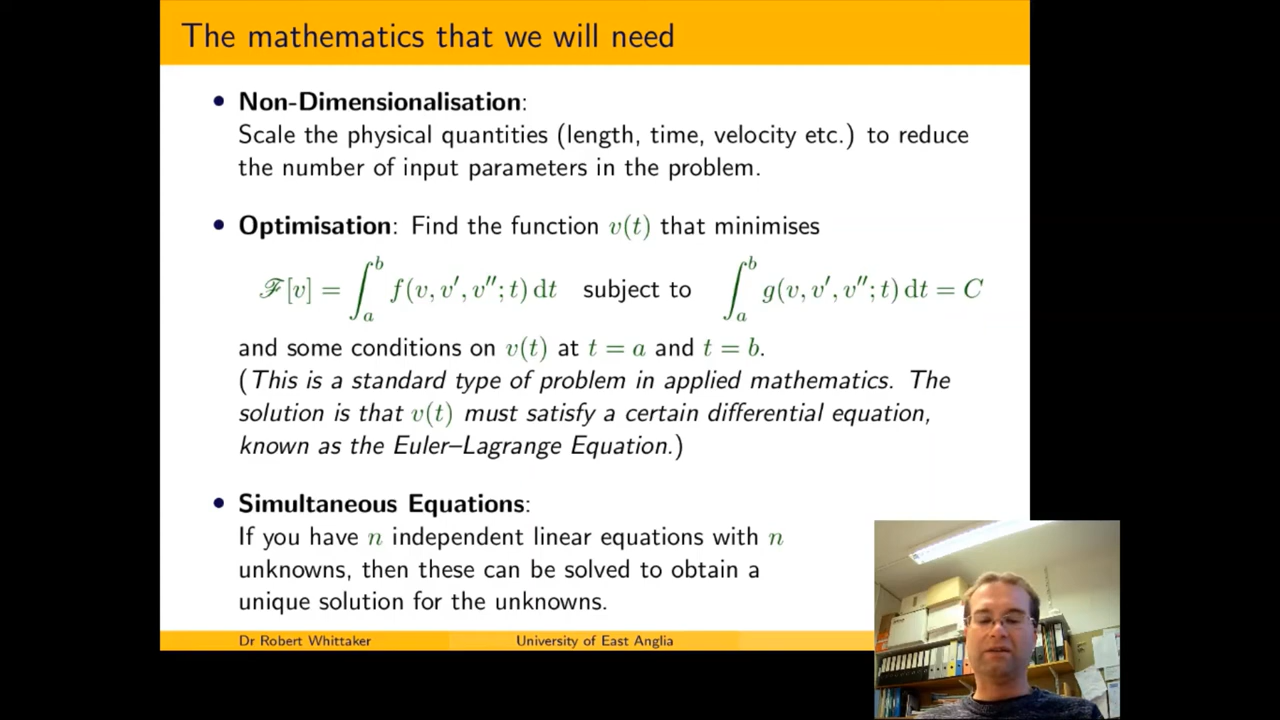 The mathematics that we will need
• Non-Dimensionalisation:
Scale the physical quantities (length, time, velocity etc.) to reduce
the number of input parameters in the problem.
• Optimisation: Find the function v(t) that minimises
ℱ[v] = ∫_a^b f(v, v′, v″; t) dt subject to ∫_a^b g(v, v′, v″; t) dt = C
and some conditions on v(t) at t = a and t = b.
(This is a standard type of problem in applied mathematics. The
solution is that v(t) must satisfy a certain differential equation,
known as the Euler–Lagrange Equation.)
• Simultaneous Equations:
If you have n independent linear equations with n
unknowns, then these can be solved to obtain a
unique solution for the unknowns.
Dr Robert Whittaker University of East Anglia